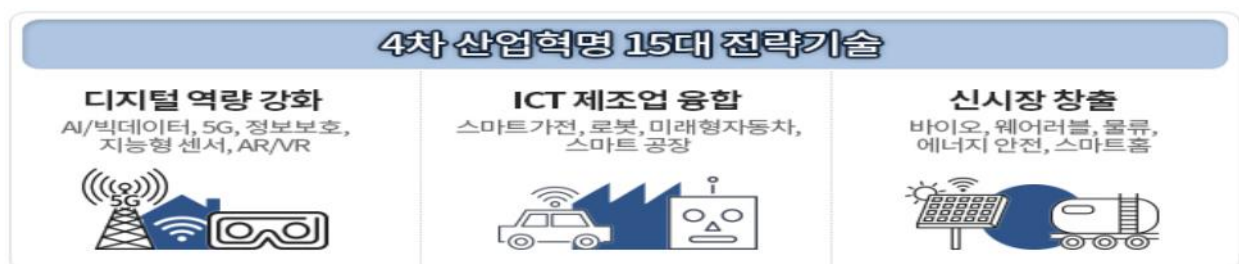 4차 산업혁명 15대 전략기술
디지털 역량 강화
AI/빅데이터, 5G, 정보보호,
지능형 센서, AR/VR
5G
ICT 제조업 융합
스마트가전, 로봇, 미래형자동차,
스마트 공장
신시장 창출
바이오, 웨어러블, 물류,
에너지 안전, 스마트홈